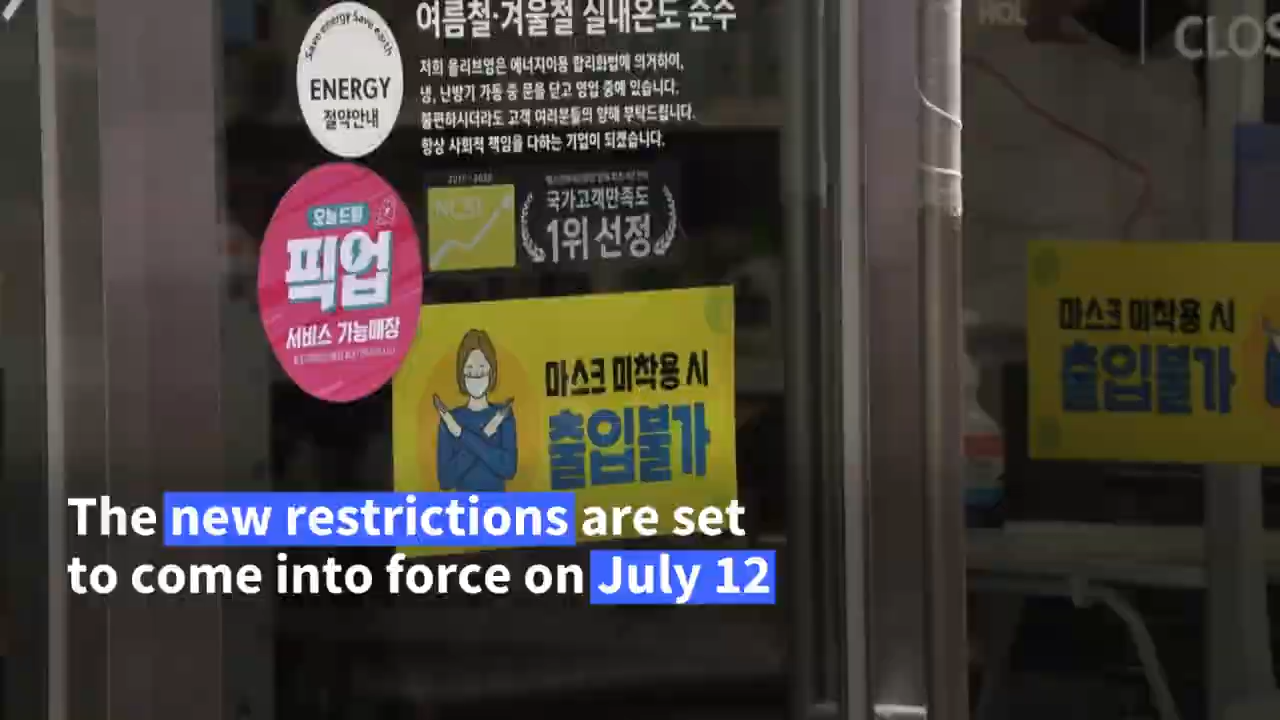 Save energy Save earth
ENERGY
절약안내
여름철·겨울철 실내온도 준수
저희 올리브영은 에너지이용 합리화법에 의거하여,
냉, 난방기 가동 중 문을 닫고 영업 중에 있습니다.
불편하시더라도 고객 여러분들의 양해 부탁드립니다.
항상 사회적 책임을 다하는 기업이 되겠습니다.
NCSI
국가고객만족도
1위 선정
오늘드림
픽업
서비스 가능매장
마스크 미착용 시
출입불가
마스크 미착용 시
출입불가
HOL
CLOS
The new restrictions are set
to come into force on July 12